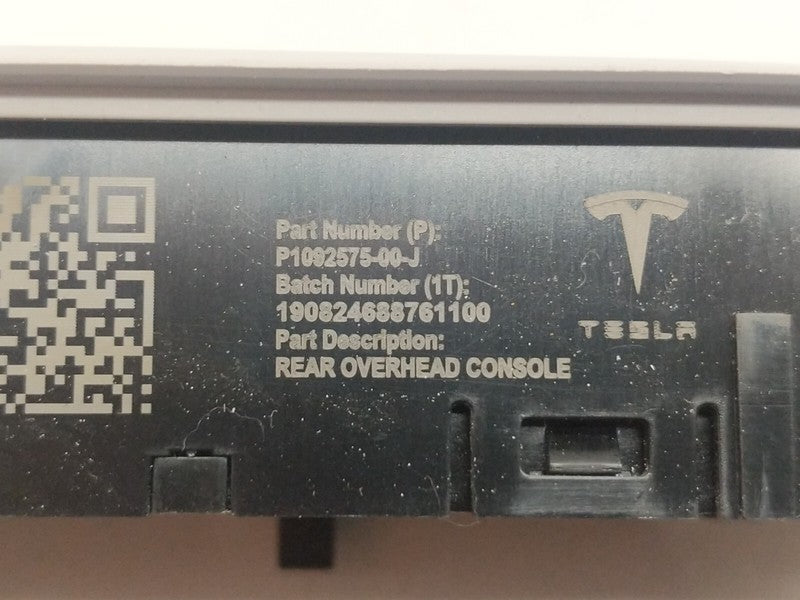 Part Number (P):
P1092575-00-J
Batch Number (1T):
190824688761100
Part Description:
REAR OVERHEAD CONSOLE
TESLA